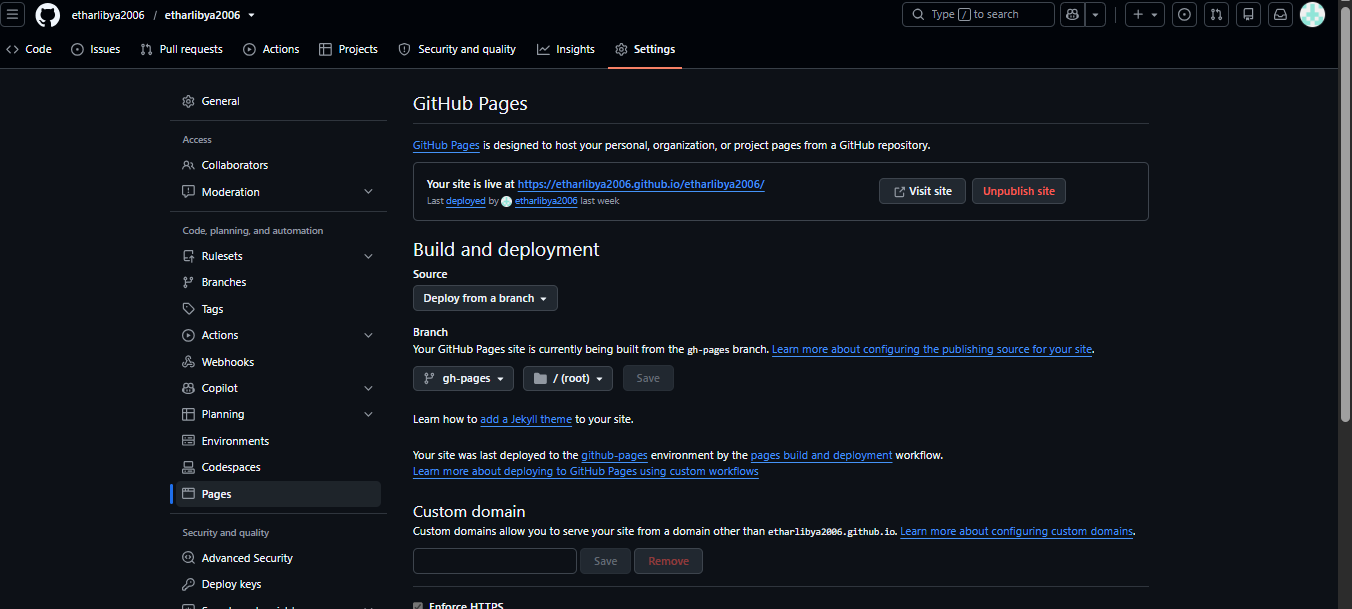 etharlibya2006 / etharlibya2006
Type / to search
Code Issues Pull requests Actions Projects Security and quality Insights Settings
General
Access
Collaborators
Moderation
Code, planning, and automation
Rulesets
Branches
Tags
Actions
Webhooks
Copilot
Planning
Environments
Codespaces
Pages
Security and quality
Advanced Security
Deploy keys
GitHub Pages
GitHub Pages is designed to host your personal, organization, or project pages from a GitHub repository.
Your site is live at https://etharlibya2006.github.io/etharlibya2006/
Last deployed by etharlibya2006 last week
Visit site
Unpublish site
Build and deployment
Source
Deploy from a branch
Branch
Your GitHub Pages site is currently being built from the gh-pages branch. Learn more about configuring the publishing source for your site.
gh-pages / (root) Save
Learn how to add a Jekyll theme to your site.
Your site was last deployed to the github-pages environment by the pages build and deployment workflow.
Learn more about deploying to GitHub Pages using custom workflows
Custom domain
Custom domains allow you to serve your site from a domain other than etharlibya2006.github.io. Learn more about configuring custom domains.
Save Remove
Enforce HTTPS